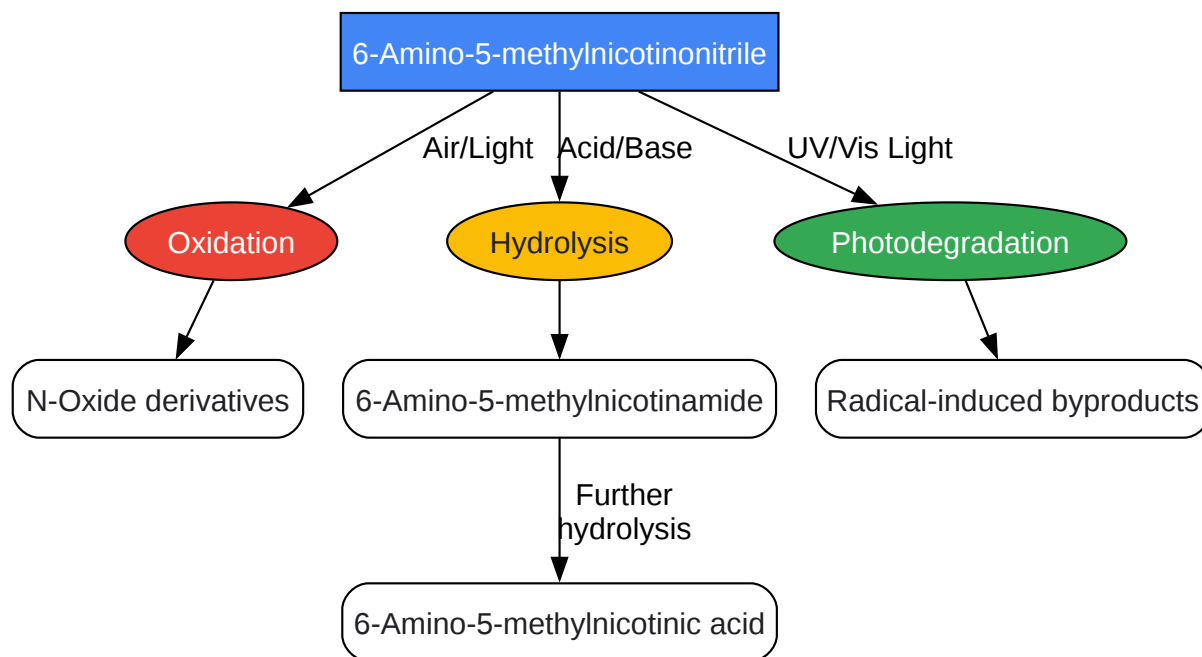 6-Amino-5-methylnicotinonitrile
Air/Light
Acid/Base
UV/Vis Light
Oxidation
Hydrolysis
Photodegradation
N-Oxide derivatives
6-Amino-5-methylnicotinamide
Radical-induced byproducts
Further
hydrolysis
6-Amino-5-methylnicotinic acid